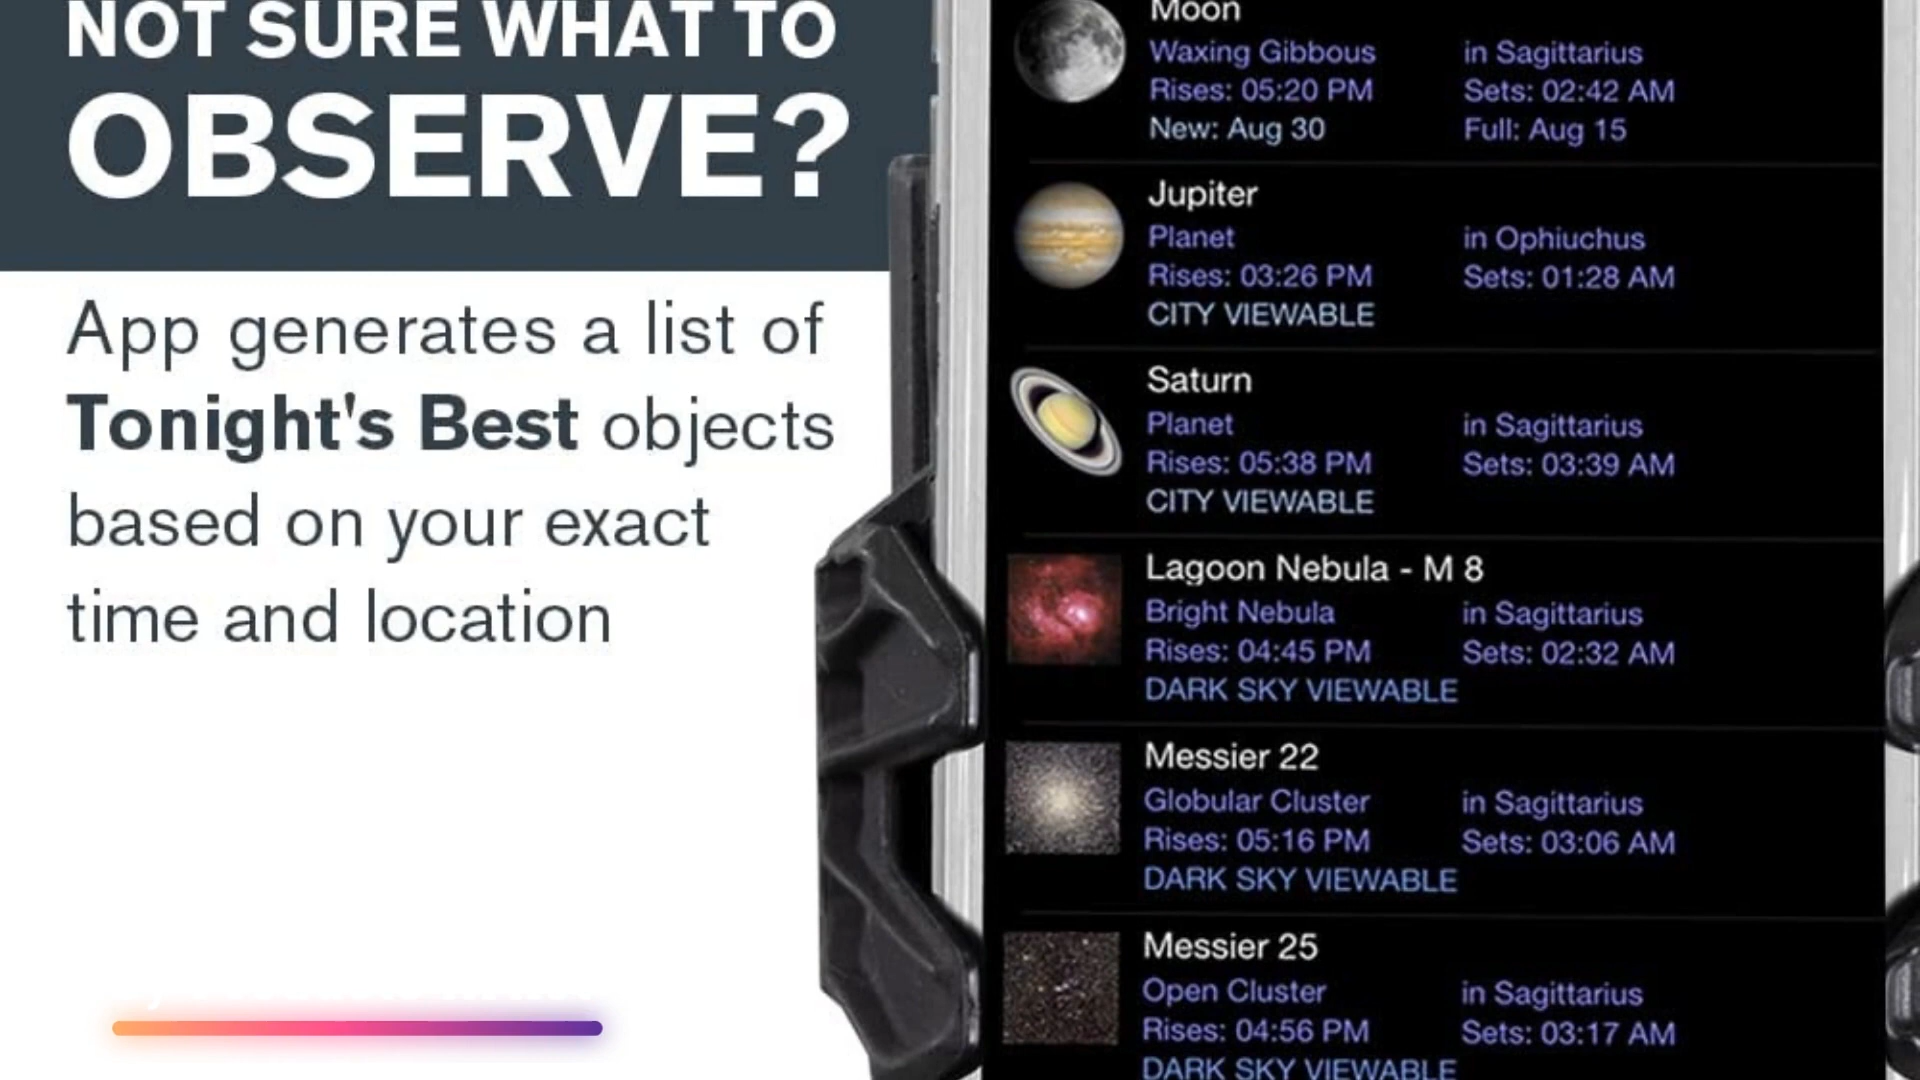 NOT SURE WHAT TO
OBSERVE?
App generates a list of
Tonight's Best objects
based on your exact
time and location
Moon
Waxing Gibbous in Sagittarius
Rises: 05:20 PM Sets: 02:42 AM
New: Aug 30 Full: Aug 15
Jupiter
Planet in Ophiuchus
Rises: 03:26 PM Sets: 01:28 AM
CITY VIEWABLE
Saturn
Planet in Sagittarius
Rises: 05:38 PM Sets: 03:39 AM
CITY VIEWABLE
Lagoon Nebula - M 8
Bright Nebula in Sagittarius
Rises: 04:45 PM Sets: 02:32 AM
DARK SKY VIEWABLE
Messier 22
Globular Cluster in Sagittarius
Rises: 05:16 PM Sets: 03:06 AM
DARK SKY VIEWABLE
Messier 25
Open Cluster in Sagittarius
Rises: 04:56 PM Sets: 03:17 AM
DARK SKY VIEWABLE